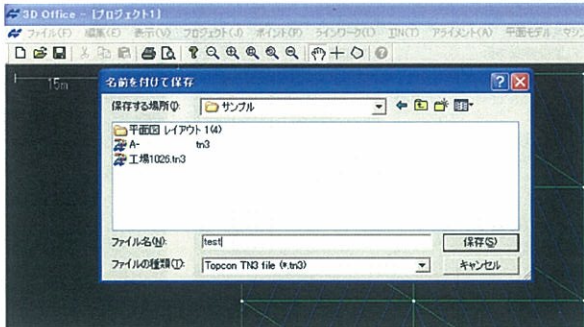 3D Office - [プロジェクト1]
ファイル(F) 編集(E) 表示(V) プロジェクト(J) ポイント(P) ラインワーク(L) TIN(T) アライメント(A) 平面モデル マシン
15m
名前を付けて保存
保存する場所(I): サンプル
平面図 レイアウト 1(4)
A- tn3
工場1026.tn3
ファイル名(N): test 保存(S)
ファイルの種類(T): Topcon TN3 file (*.tn3) キャンセル